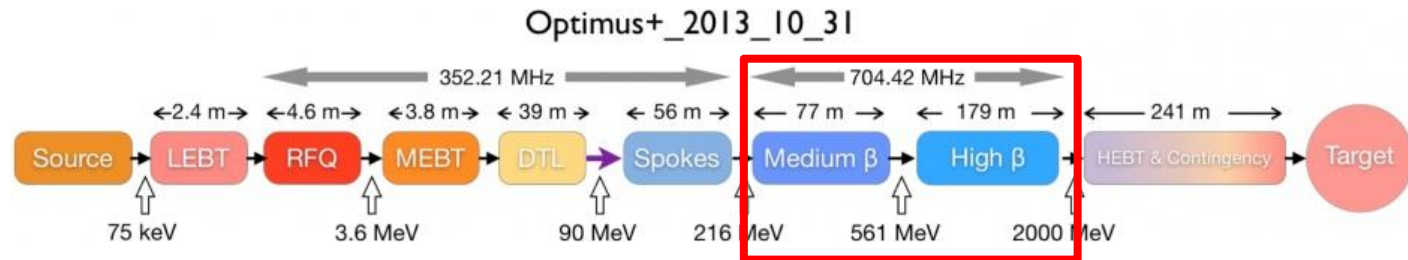 Optimus+_2013_10_31
352.21 MHz 704.42 MHz
2.4 m 4.6 m 3.8 m 39 m 56 m 77 m 179 m 241 m
Source LEBT RFQ MEBT DTL Spokes Medium β High β HEBT & Contingency Target
75 keV 3.6 MeV 90 MeV 216 MeV 561 MeV 2000 MeV